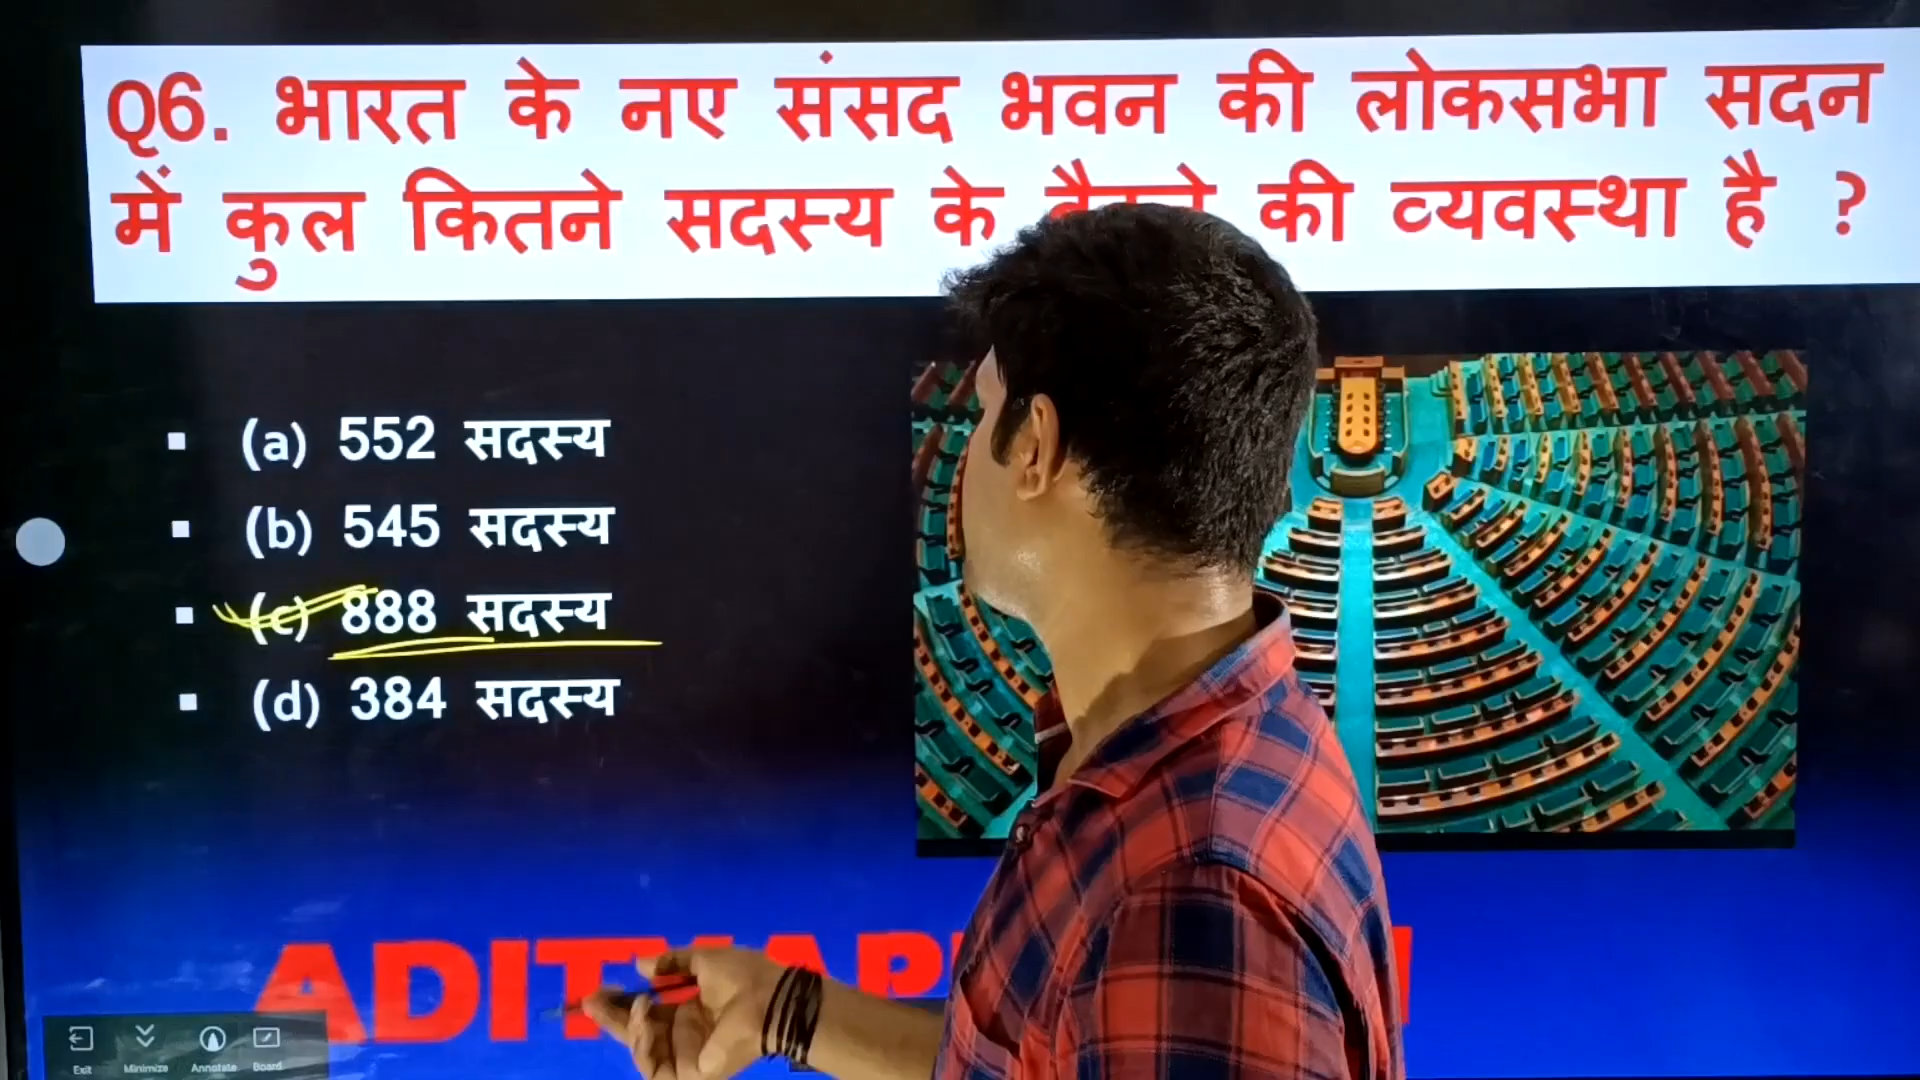 Q6. भारत के नए संसद भवन की लोकसभा सदन
में कुल कितने सदस्य के की व्यवस्था है ?
(a) 552 सदस्य
(b) 545 सदस्य
(c) 888 सदस्य
(d) 384 सदस्य
Exit Minimize Annotate Board